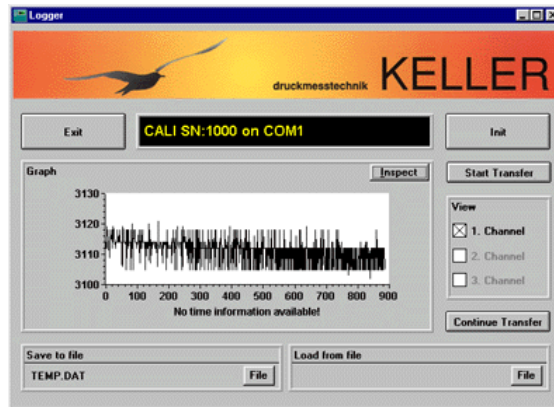 Logger
druckmesstechnik KELLER
Exit
CALI SN:1000 on COM1
Init
Graph
Inspect
Start Transfer
3130
3120
3110
3100
0 100 200 300 400 500 600 700 800 900
No time information available!
View
1. Channel
2. Channel
3. Channel
Continue Transfer
Save to file
TEMP.DAT
File
Load from file
File